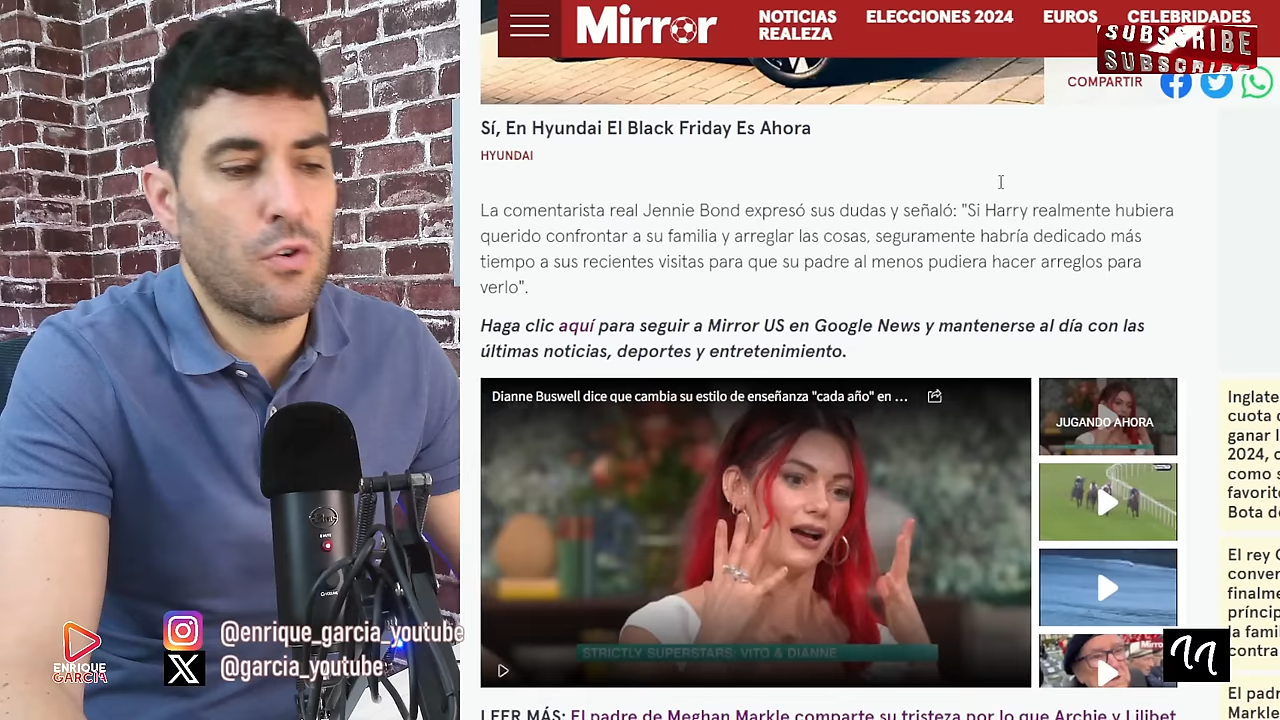 Mirror
NOTICIAS ELECCIONES 2024 EUROS CELEBRIDADES
REALEZA
SUBSCRIBE
SUBSCRIBE
COMPARTIR
Sí, En Hyundai El Black Friday Es Ahora
HYUNDAI
La comentarista real Jennie Bond expresó sus dudas y señaló: "Si Harry realmente hubiera
querido confrontar a su familia y arreglar las cosas, seguramente habría dedicado más
tiempo a sus recientes visitas para que su padre al menos pudiera hacer arreglos para
verlo".
Haga clic aquí para seguir a Mirror US en Google News y mantenerse al día con las
últimas noticias, deportes y entretenimiento.
Dianne Buswell dice que cambia su estilo de enseñanza "cada año" en ...
JUGANDO AHORA
STRICTLY SUPERSTARS: VITO & DIANNE
Inglate
cuota d
ganar l
2024, c
como s
favorito
Bota de
El rey C
conver
finalme
príncip
la fami
contra
El padr
Markle
LEER MÁS: El padre de Meghan Markle comparte su tristeza por lo que Archie y Lilibet
ENRIQUE
GARCIA
@enrique_garcia_youtube
@garcia_youtube